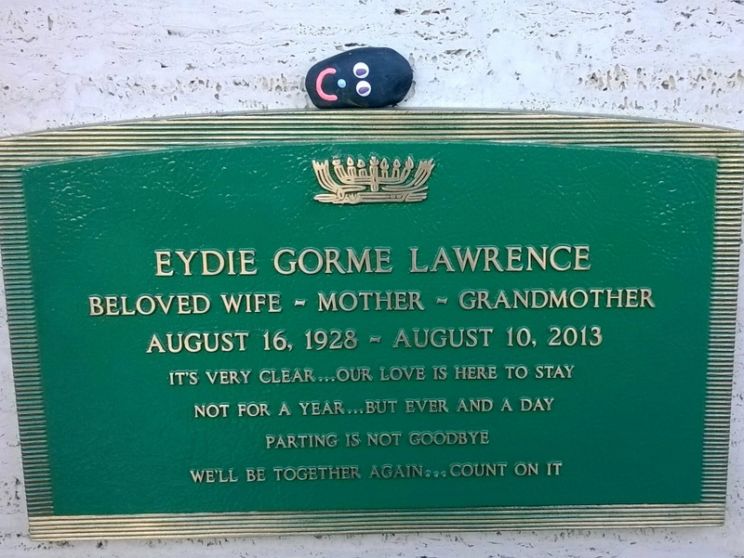 EYDIE GORME LAWRENCE
BELOVED WIFE ~ MOTHER ~ GRANDMOTHER
AUGUST 16, 1928 ~ AUGUST 10, 2013
IT'S VERY CLEAR...OUR LOVE IS HERE TO STAY
NOT FOR A YEAR...BUT EVER AND A DAY
PARTING IS NOT GOODBYE
WE'LL BE TOGETHER AGAIN...COUNT ON IT